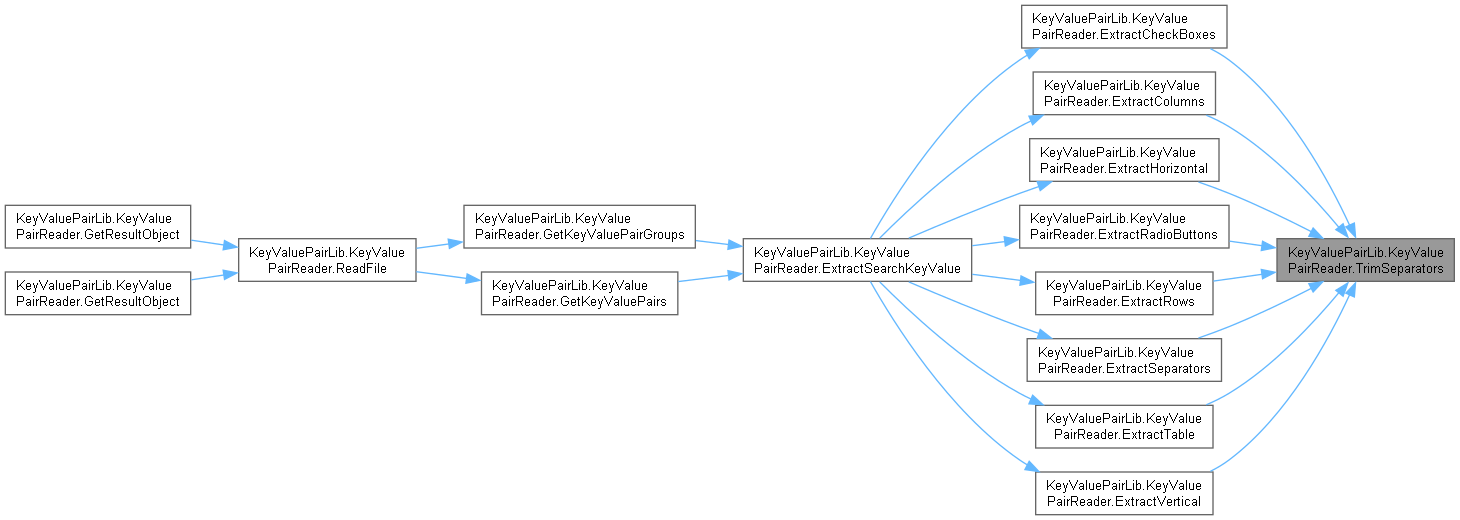 KeyValuePairLib.KeyValue
PairReader.GetResultObject
KeyValuePairLib.KeyValue
PairReader.GetResultObject
KeyValuePairLib.KeyValue
PairReader.ReadFile
KeyValuePairLib.KeyValue
PairReader.GetKeyValuePairGroups
KeyValuePairLib.KeyValue
PairReader.GetKeyValuePairs
KeyValuePairLib.KeyValue
PairReader.ExtractSearchKeyValue
KeyValuePairLib.KeyValue
PairReader.ExtractCheckBoxes
KeyValuePairLib.KeyValue
PairReader.ExtractColumns
KeyValuePairLib.KeyValue
PairReader.ExtractHorizontal
KeyValuePairLib.KeyValue
PairReader.ExtractRadioButtons
KeyValuePairLib.KeyValue
PairReader.ExtractRows
KeyValuePairLib.KeyValue
PairReader.ExtractSeparators
KeyValuePairLib.KeyValue
PairReader.ExtractTable
KeyValuePairLib.KeyValue
PairReader.ExtractVertical
KeyValuePairLib.KeyValue
PairReader.TrimSeparators